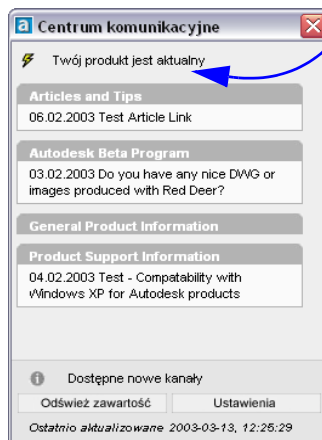 a Centrum komunikacyjne
Twój produkt jest aktualny
Articles and Tips
06.02.2003 Test Article Link
Autodesk Beta Program
03.02.2003 Do you have any nice DWG or
images produced with Red Deer?
General Product Information
Product Support Information
04.02.2003 Test - Compatability with
Windows XP for Autodesk products
Dostępne nowe kanały
Odśwież zawartość Ustawienia
Ostatnio aktualizowane 2003-03-13, 12:25:29